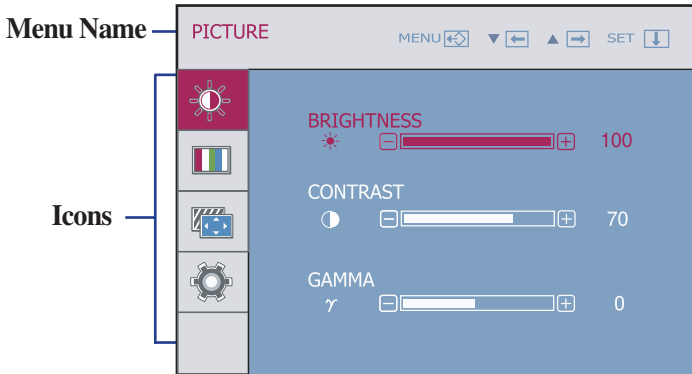 Menu Name
PICTURE MENU ▼ ▲ SET
BRIGHTNESS
100
CONTRAST
70
Icons
GAMMA
γ 0